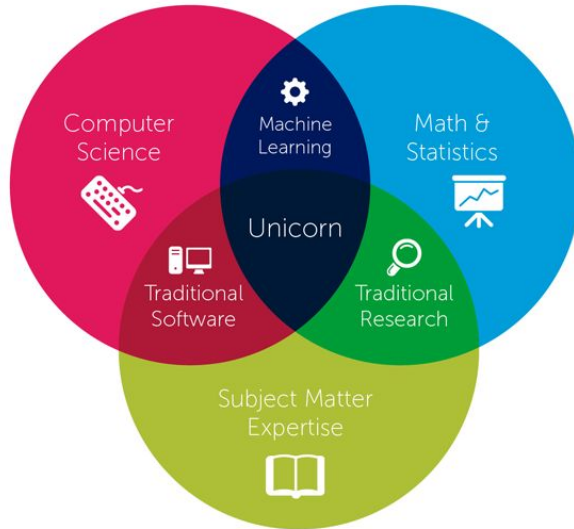 Computer
Science
Machine
Learning
Math &
Statistics
Unicorn
Traditional
Software
Traditional
Research
Subject Matter
Expertise